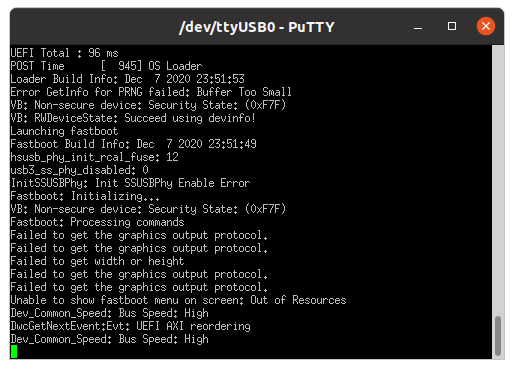 /dev/ttyUSB0 - PuTTY
UEFI Total : 96 ms
POST Time      [  945] OS Loader
Loader Build Info: Dec  7 2020 23:51:53
Error GetInfo for PRNG failed: Buffer Too Small
VB: Non-secure device: Security State: (0xF7F)
VB: RWDeviceState: Succeed using devinfo!
Launching fastboot
Fastboot Build Info: Dec  7 2020 23:51:49
hsusb_phy_init_rcal_fuse: 12
usb3_ss_phy_disabled: 0
InitSSUSBPhy: Init SSUSBPhy Enable Error
Fastboot: Initializing...
VB: Non-secure device: Security State: (0xF7F)
Fastboot: Processing commands
Failed to get the graphics output protocol.
Failed to get the graphics output protocol.
Failed to get width or height
Failed to get the graphics output protocol.
Failed to get the graphics output protocol.
Unable to show fastboot menu on screen: Out of Resources
Dev_Common_Speed: Bus Speed: High
DwcGetNextEvent:Evt: UEFI AXI reordering
Dev_Common_Speed: Bus Speed: High